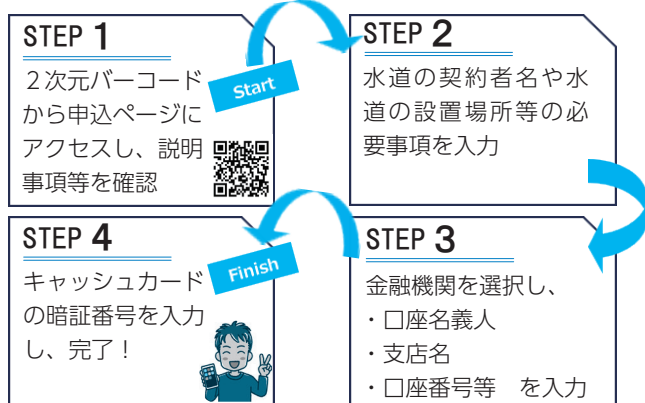 STEP 1
２次元バーコード
から申込ページに
アクセスし、説明
事項等を確認
Start
STEP 2
水道の契約者名や水
道の設置場所等の必
要事項を入力
STEP 3
金融機関を選択し、
・口座名義人
・支店名
・口座番号等　を入力
STEP 4
キャッシュカード
の暗証番号を入力
し、完了！
Finish